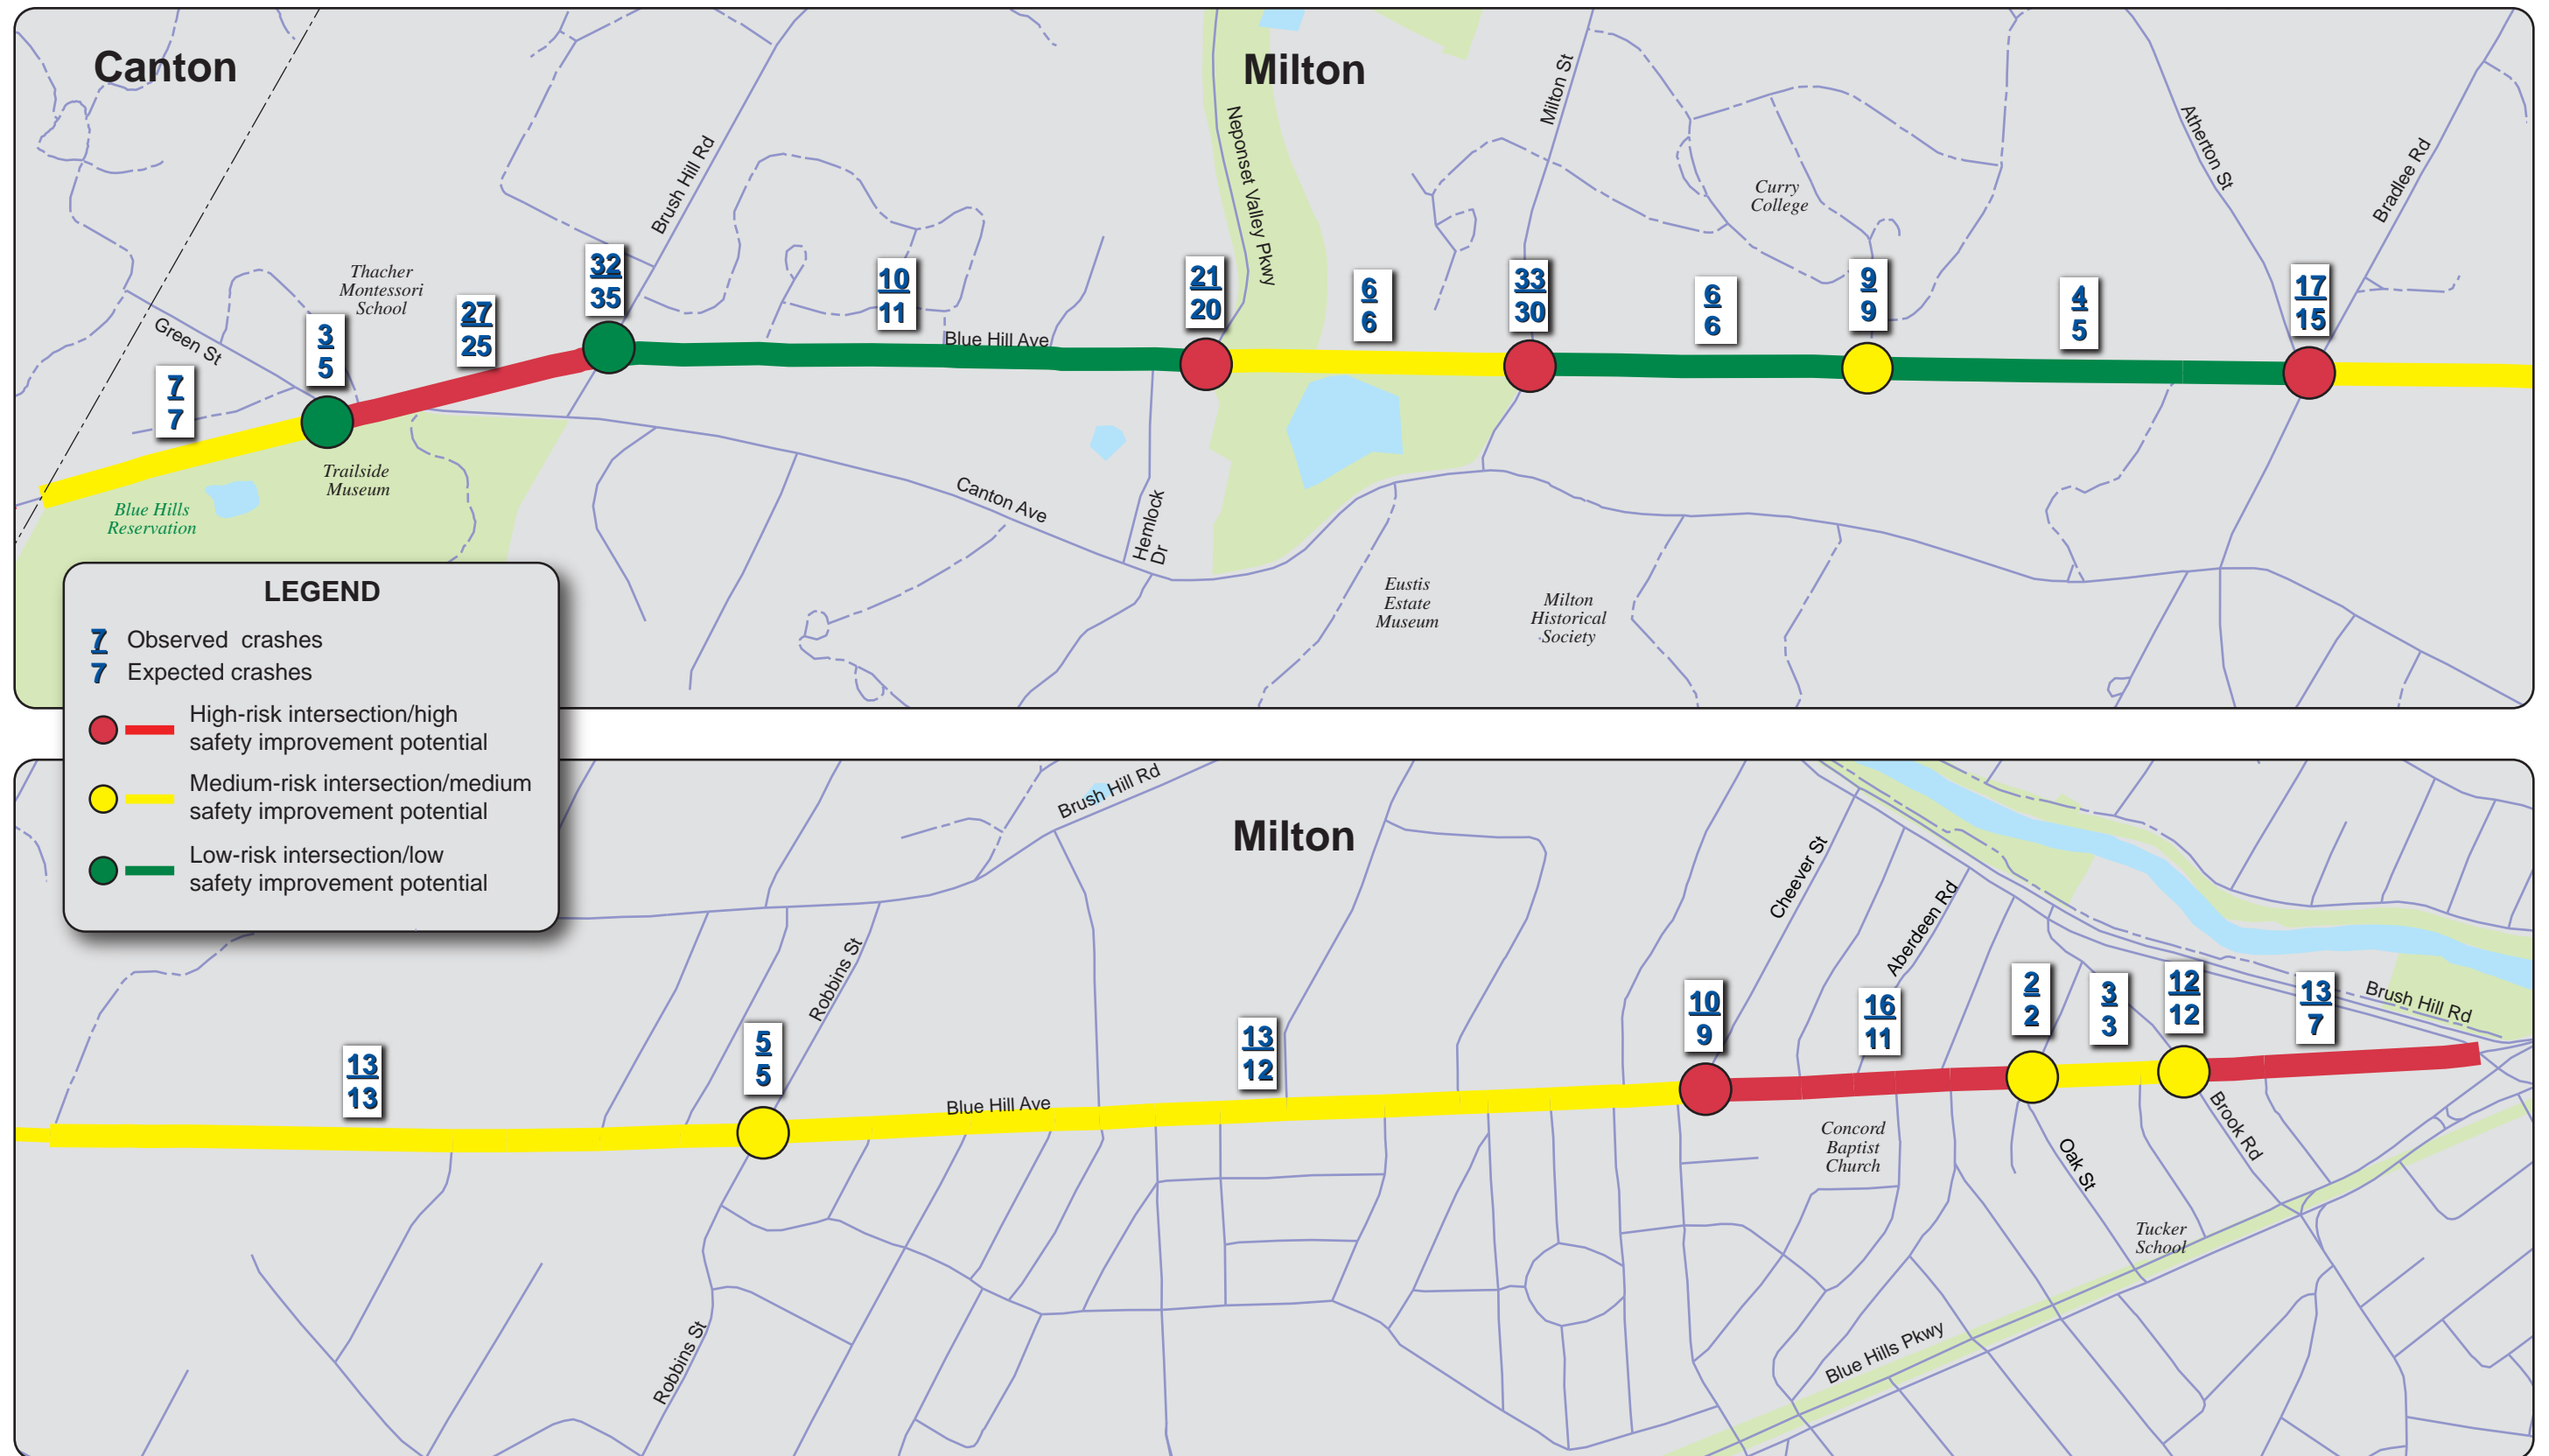 Canton
Milton
Milton St
Atherton St
Bradlee Rd
Neponset Valley Pkwy
Brush Hill Rd
Curry
College
Thacher
Montessori
School
Green St
7
7
3
5
27
25
32
35
10
11
Blue Hill Ave
21
20
6
6
33
30
6
6
9
9
4
5
17
15
Trailside
Museum
Blue Hills
Reservation
Canton Ave
Hemlock
Dr
Eustis
Estate
Museum
Milton
Historical
Society
LEGEND
7 Observed crashes
7 Expected crashes
High-risk intersection/high
safety improvement potential
Medium-risk intersection/medium
safety improvement potential
Low-risk intersection/low
safety improvement potential
Brush Hill Rd
Milton
Cheever St
Aberdeen Rd
Robbins St
Brush Hill Rd
13
13
5
5
Blue Hill Ave
13
12
10
9
16
11
2
2
3
3
12
12
13
7
Concord
Baptist
Church
Oak St
Brook Rd
Tucker
School
Robbins St
Blue Hills Pkwy